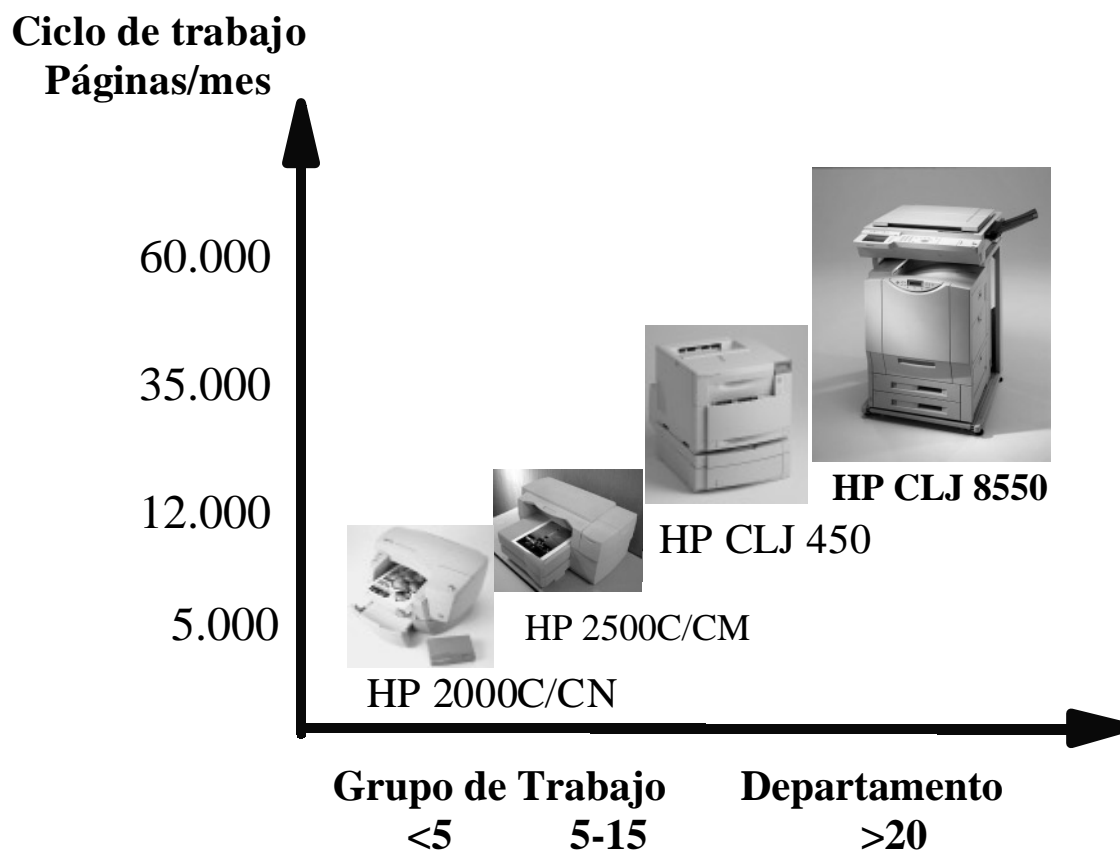 Ciclo de trabajo
Páginas/mes
60.000
35.000
12.000
5.000
HP CLJ 8550
HP CLJ 450
HP 2500C/CM
HP 2000C/CN
Grupo de Trabajo Departamento
<5 5-15 >20